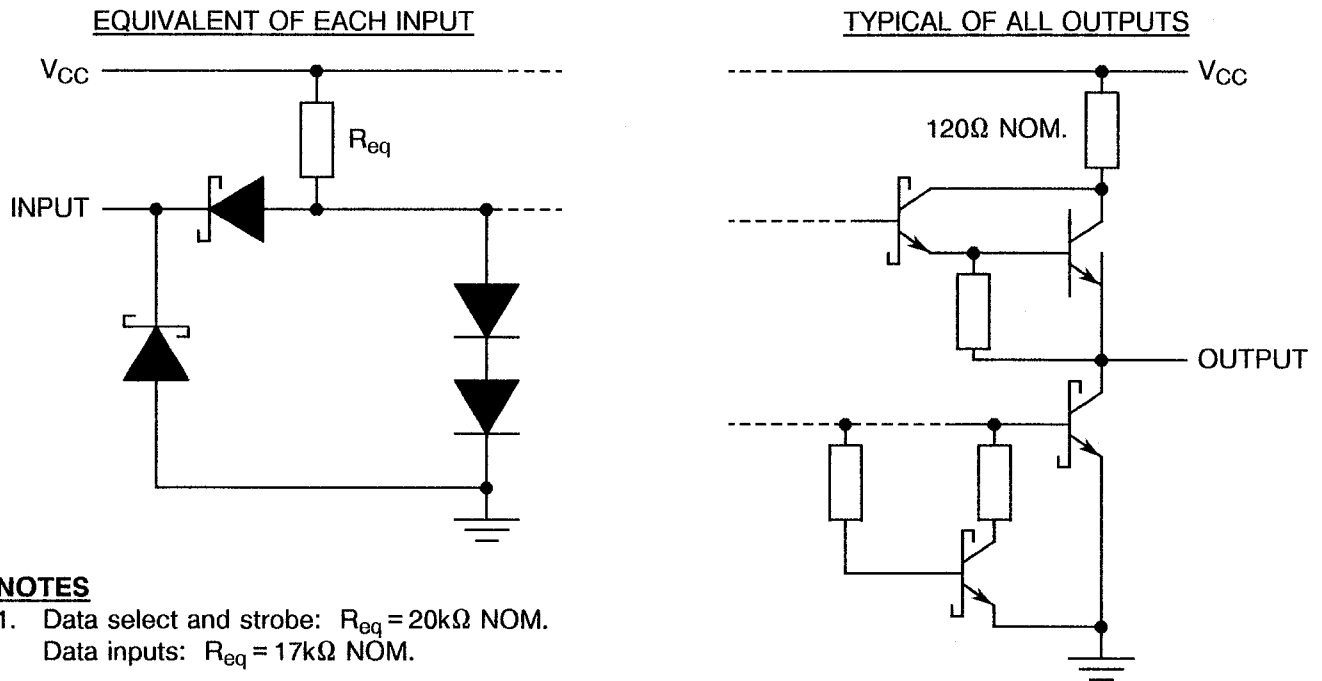 EQUIVALENT OF EACH INPUT
VCC
Req
INPUT
TYPICAL OF ALL OUTPUTS
VCC
120Ω NOM.
OUTPUT
NOTES
1. Data select and strobe: Req = 20kΩ NOM.
Data inputs: Req = 17kΩ NOM.